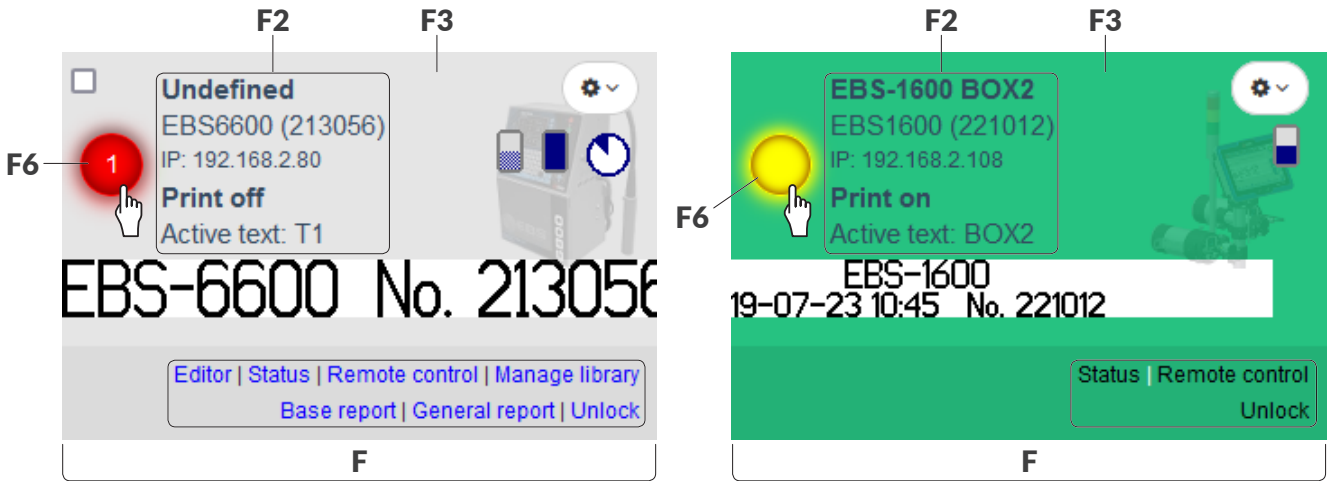 F2 F3 F2 F3
Undefined
EBS6600 (213056)
IP: 192.168.2.80
Print off
Active text: T1
F6
1
EBS-6600 No. 213056
Editor | Status | Remote control | Manage library
Base report | General report | Unlock
F
EBS-1600 BOX2
EBS1600 (221012)
IP: 192.168.2.108
Print on
Active text: BOX2
F6
EBS-1600
19-07-23 10:45 No. 221012
Status | Remote control
Unlock
F